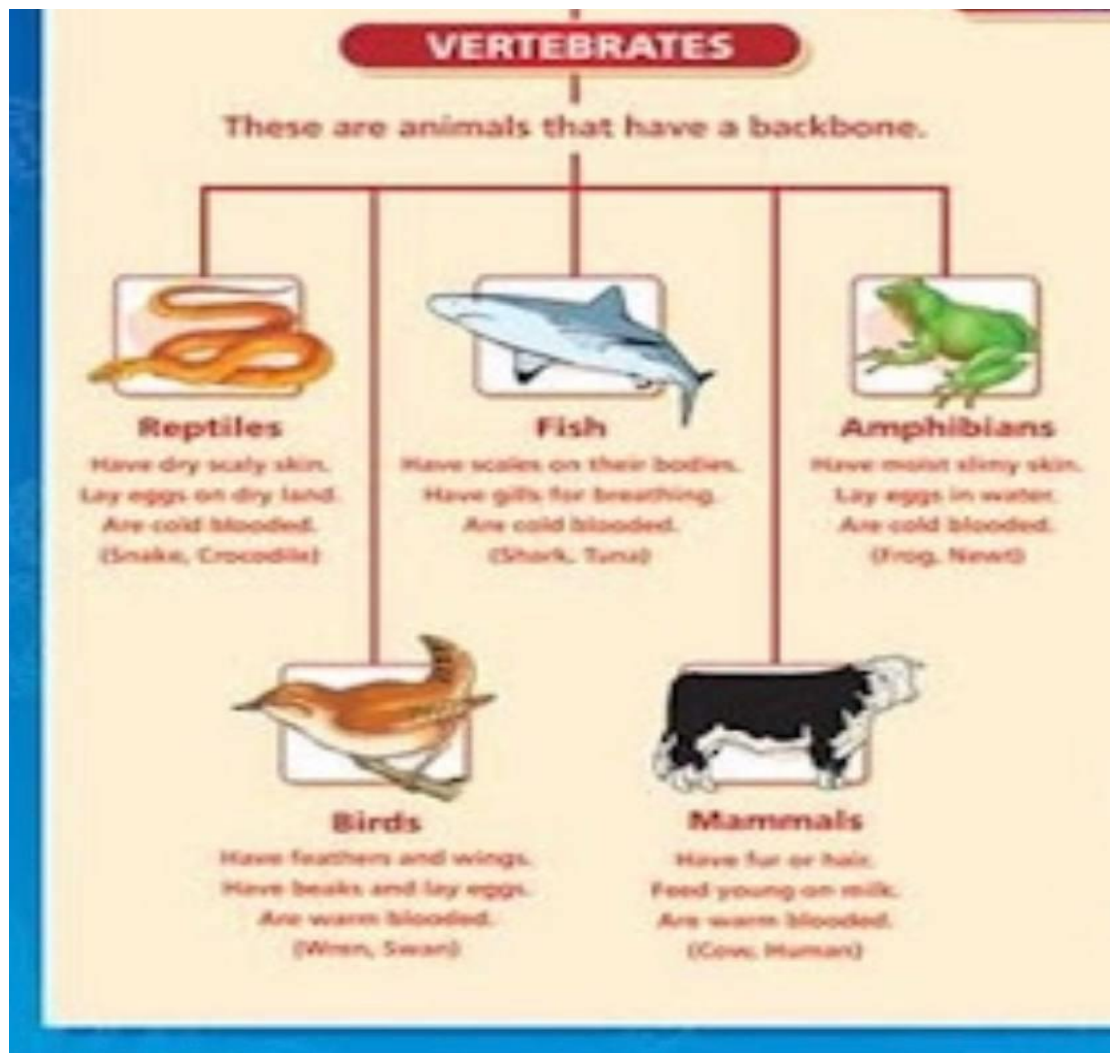 VERTEBRATES
These are animals that have a backbone.
Reptiles
Have dry scaly skin.
Lay eggs on dry land.
Are cold blooded.
(Snake, Crocodile)
Fish
Have scales on their bodies.
Have gills for breathing.
Are cold blooded.
(Shark, Tuna)
Amphibians
Have moist slimy skin.
Lay eggs in water.
Are cold blooded.
(Frog, Newt)
Birds
Have feathers and wings.
Have beaks and lay eggs.
Are warm blooded.
(Wren, Swan)
Mammals
Have fur or hair.
Feed young on milk.
Are warm blooded.
(Cow, Human)